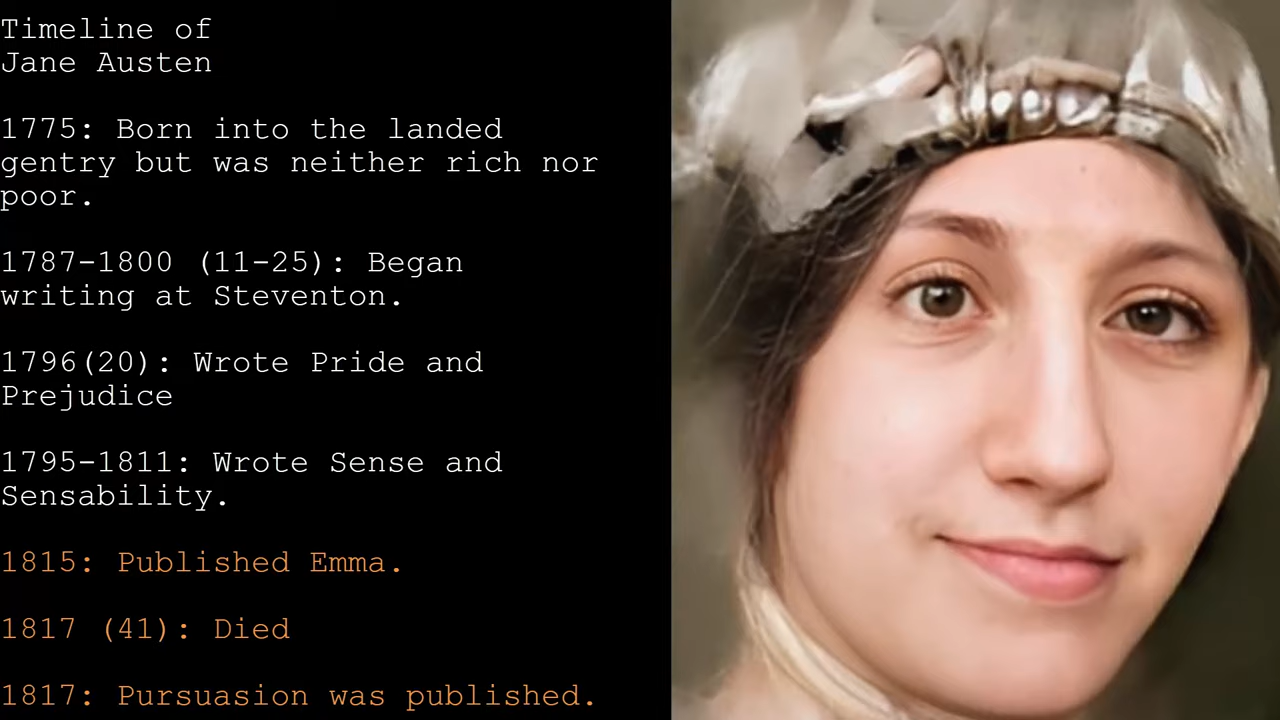 Timeline of
Jane Austen
1775: Born into the landed
gentry but was neither rich nor
poor.
1787-1800 (11-25): Began
writing at Steventon.
1796(20): Wrote Pride and
Prejudice
1795-1811: Wrote Sense and
Sensability.
1815: Published Emma.
1817 (41): Died
1817: Pursuasion was published.